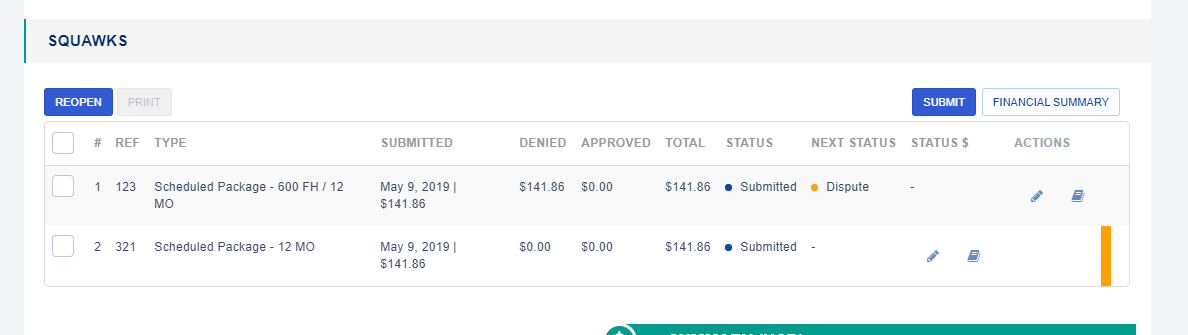 SQUAWKS
REOPEN PRINT SUBMIT FINANCIAL SUMMARY
# REF TYPE SUBMITTED DENIED APPROVED TOTAL STATUS NEXT STATUS STATUS $ ACTIONS
1 123 Scheduled Package - 600 FH / 12 May 9, 2019 | $141.86 $0.00 $141.86 Submitted Dispute -
MO $141.86
2 321 Scheduled Package - 12 MO May 9, 2019 | $0.00 $0.00 $141.86 Submitted -
$141.86